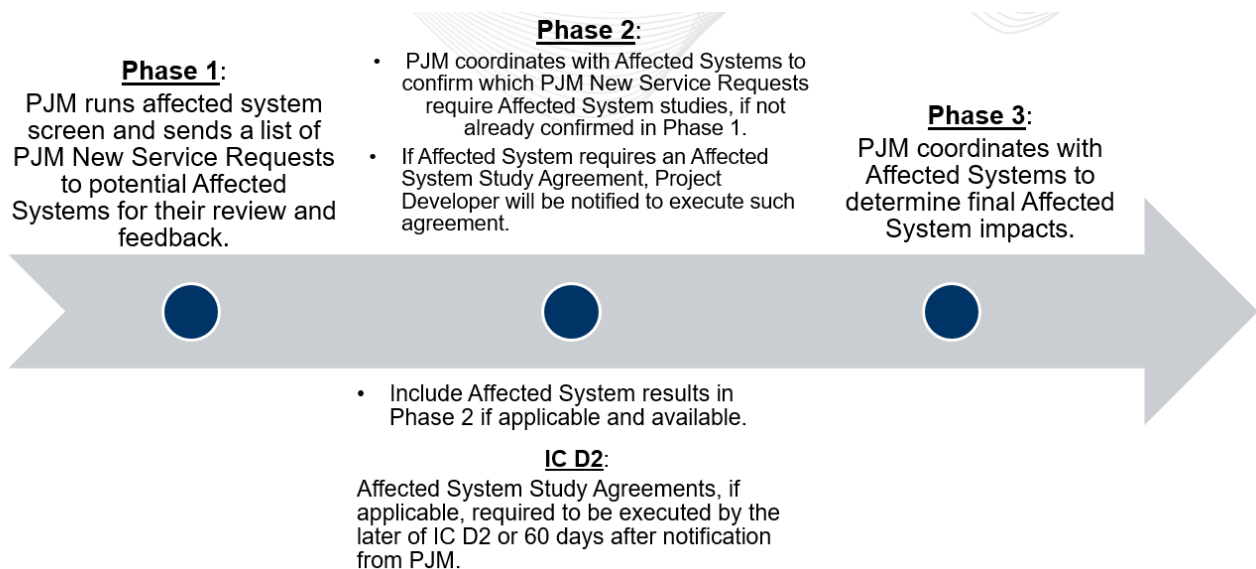 Phase 1:
PJM runs affected system
screen and sends a list of
PJM New Service Requests
to potential Affected
Systems for their review and
feedback.
Phase 2:
• PJM coordinates with Affected Systems to
confirm which PJM New Service Requests
require Affected System studies, if not
already confirmed in Phase 1.
• If Affected System requires an Affected
System Study Agreement, Project
Developer will be notified to execute such
agreement.
Phase 3:
PJM coordinates with
Affected Systems to
determine final Affected
System impacts.
• Include Affected System results in
Phase 2 if applicable and available.
IC D2:
Affected System Study Agreements, if
applicable, required to be executed by the
later of IC D2 or 60 days after notification
from PJM.